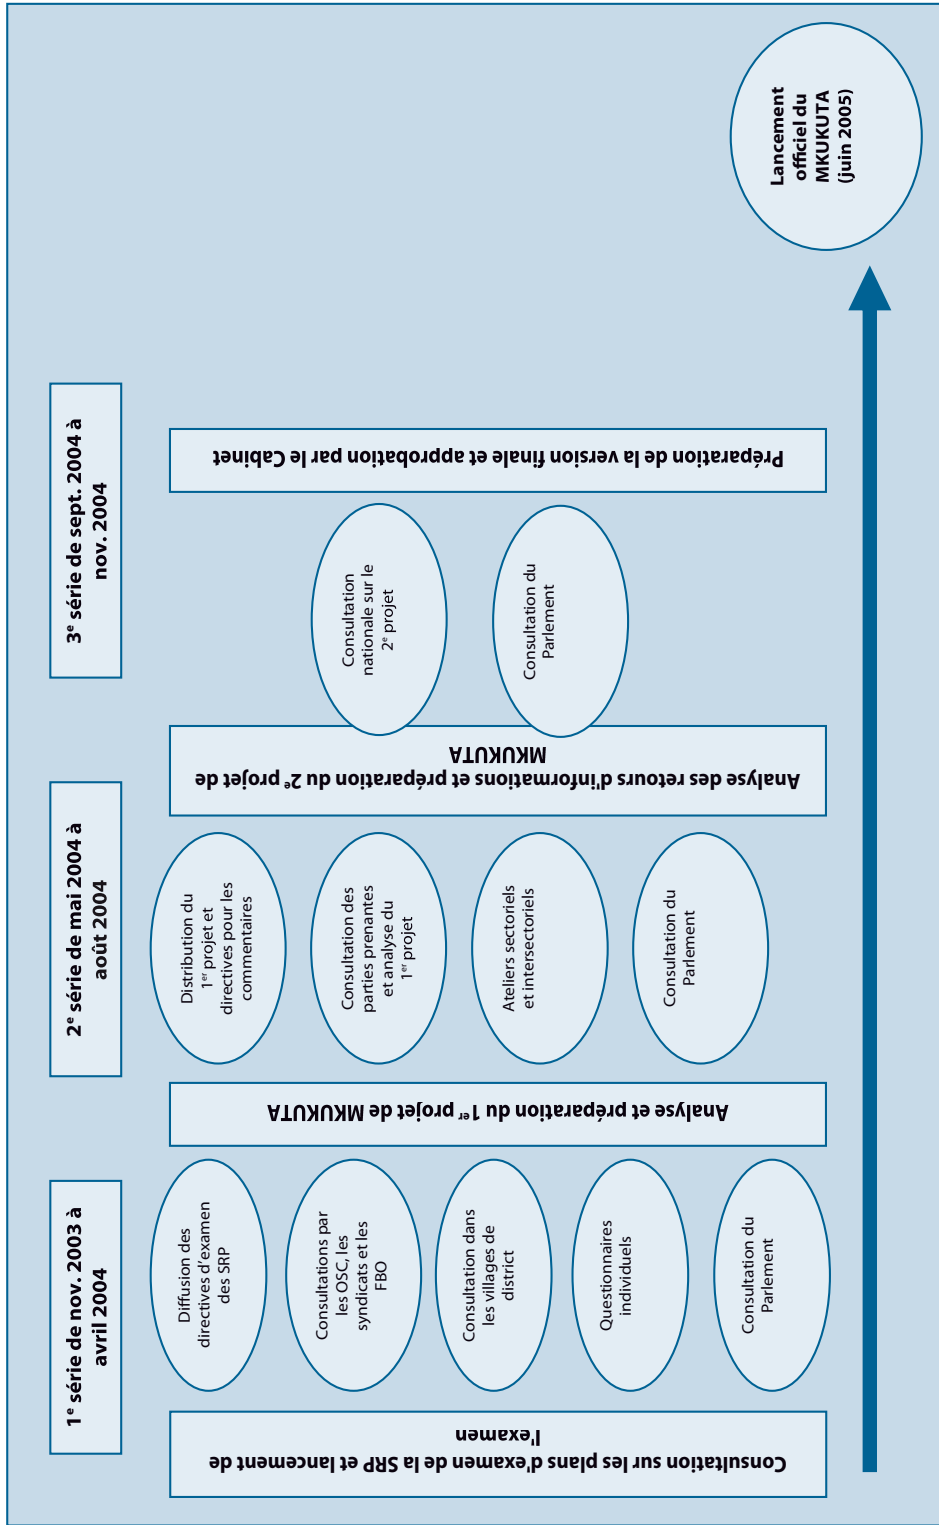 1e série de nov. 2003 à
avril 2004
2e série de mai 2004 à
août 2004
3e série de sept. 2004 à
nov. 2004
Consultation sur les plans d'examen de la SRP et lancement de
l'examen
Diffusion des
directives d'examen
des SRP
Consultations par
les OSC, les
syndicats et les
FBO
Consultation dans
les villages de
district
Questionnaires
individuels
Consultation du
Parlement
Analyse et préparation du 1er projet de MKUKUTA
Distribution du
1er projet et
directives pour les
commentaires
Consultation des
parties prenantes
et analyse du
1er projet
Ateliers sectoriels
et intersectoriels
Consultation du
Parlement
Analyse des retours d'informations et préparation du 2e projet de
MKUKUTA
Consultation
nationale sur le
2e projet
Consultation du
Parlement
Préparation de la version finale et approbation par le Cabinet
Lancement
officiel du
MKUKUTA
(juin 2005)